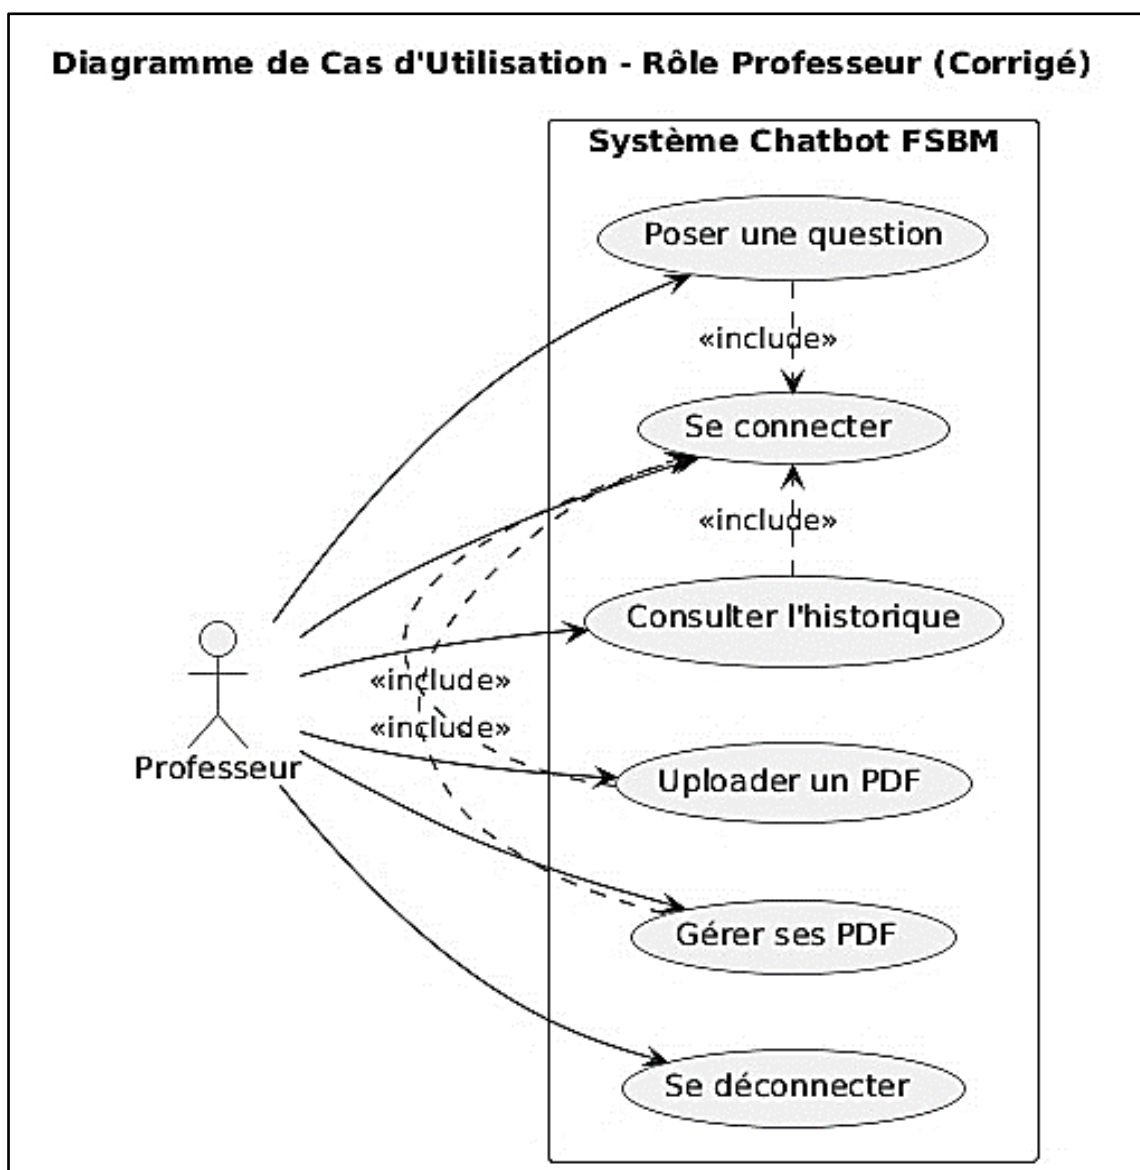 Diagramme de Cas d'Utilisation - Rôle Professeur (Corrigé)
Système Chatbot FSBM
Poser une question
«include»
Se connecter
«include»
Consulter l'historique
«include»
«include»
Professeur
Uploader un PDF
Gérer ses PDF
Se déconnecter